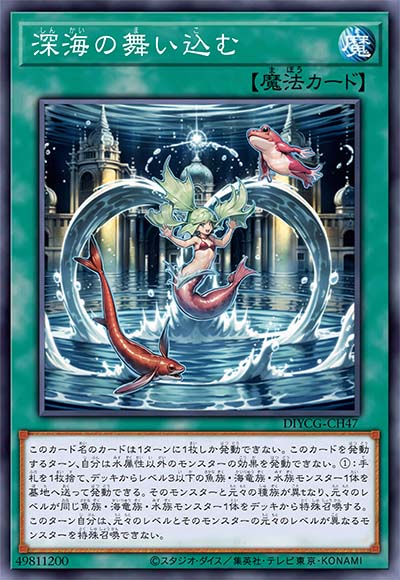 深海の舞い込む
しん かい ま こ
魔
【魔法カード】
ま ほう
DIYCG-CH47
このカード名のカードは1ターンに1枚しか発動できない。このカードを発動
するターン、自分は水属性以外のモンスターの効果を発動できない。①：手
札を1枚捨て、デッキからレベル3以下の魚族・海竜族・水族モンスター1体を
墓地へ送って発動できる。そのモンスターと元々の種族が異なり、元々のレ
ベルが同じ魚族・海竜族・水族モンスター1体をデッキから特殊召喚する。
このターン自分は、元々のレベルとそのモンスターの元々のレベルが異なるモ
ンスターを特殊召喚できない。
49811200
©スタジオ・ダイス／集英社・テレビ東京・KONAMI